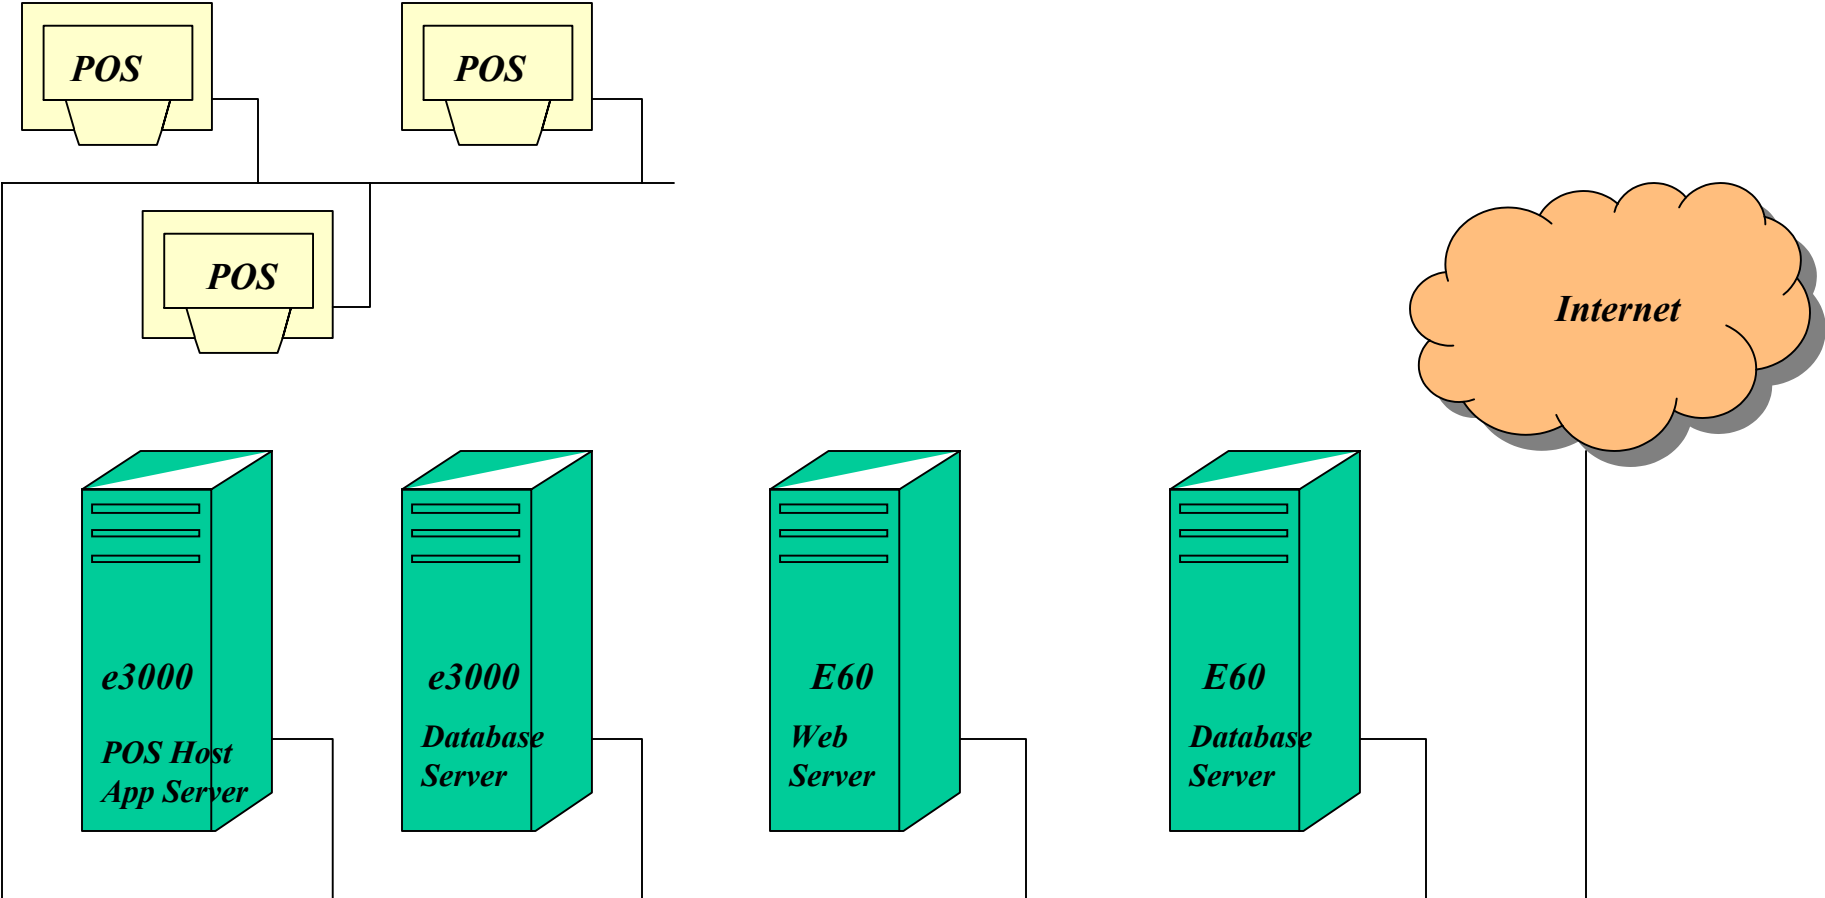 POS
POS
POS
Internet
e3000
POS Host
App Server
e3000
Database
Server
E60
Web
Server
E60
Database
Server